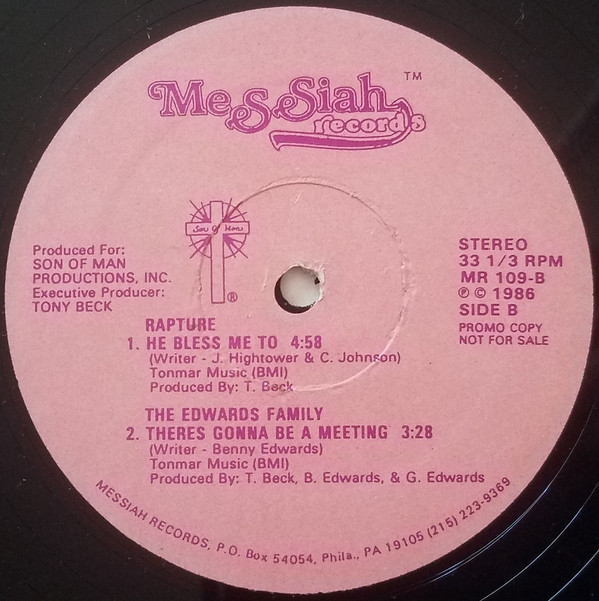 MeSSiah ™
records
Son Of Man
®
Produced For:
SON OF MAN
PRODUCTIONS, INC.
Executive Producer:
TONY BECK
STEREO
33 1/3 RPM
MR 109-B
℗ © 1986
SIDE B
PROMO COPY
NOT FOR SALE
RAPTURE
1. HE BLESS ME TO 4:58
(Writer - J. Hightower & C. Johnson)
Tonmar Music (BMI)
Produced By: T. Beck
THE EDWARDS FAMILY
2. THERES GONNA BE A MEETING 3:28
(Writer - Benny Edwards)
Tonmar Music (BMI)
Produced By: T. Beck, B. Edwards, & G. Edwards
MESSIAH RECORDS, P.O. Box 54054, Phila., PA 19105 (215) 223-9369